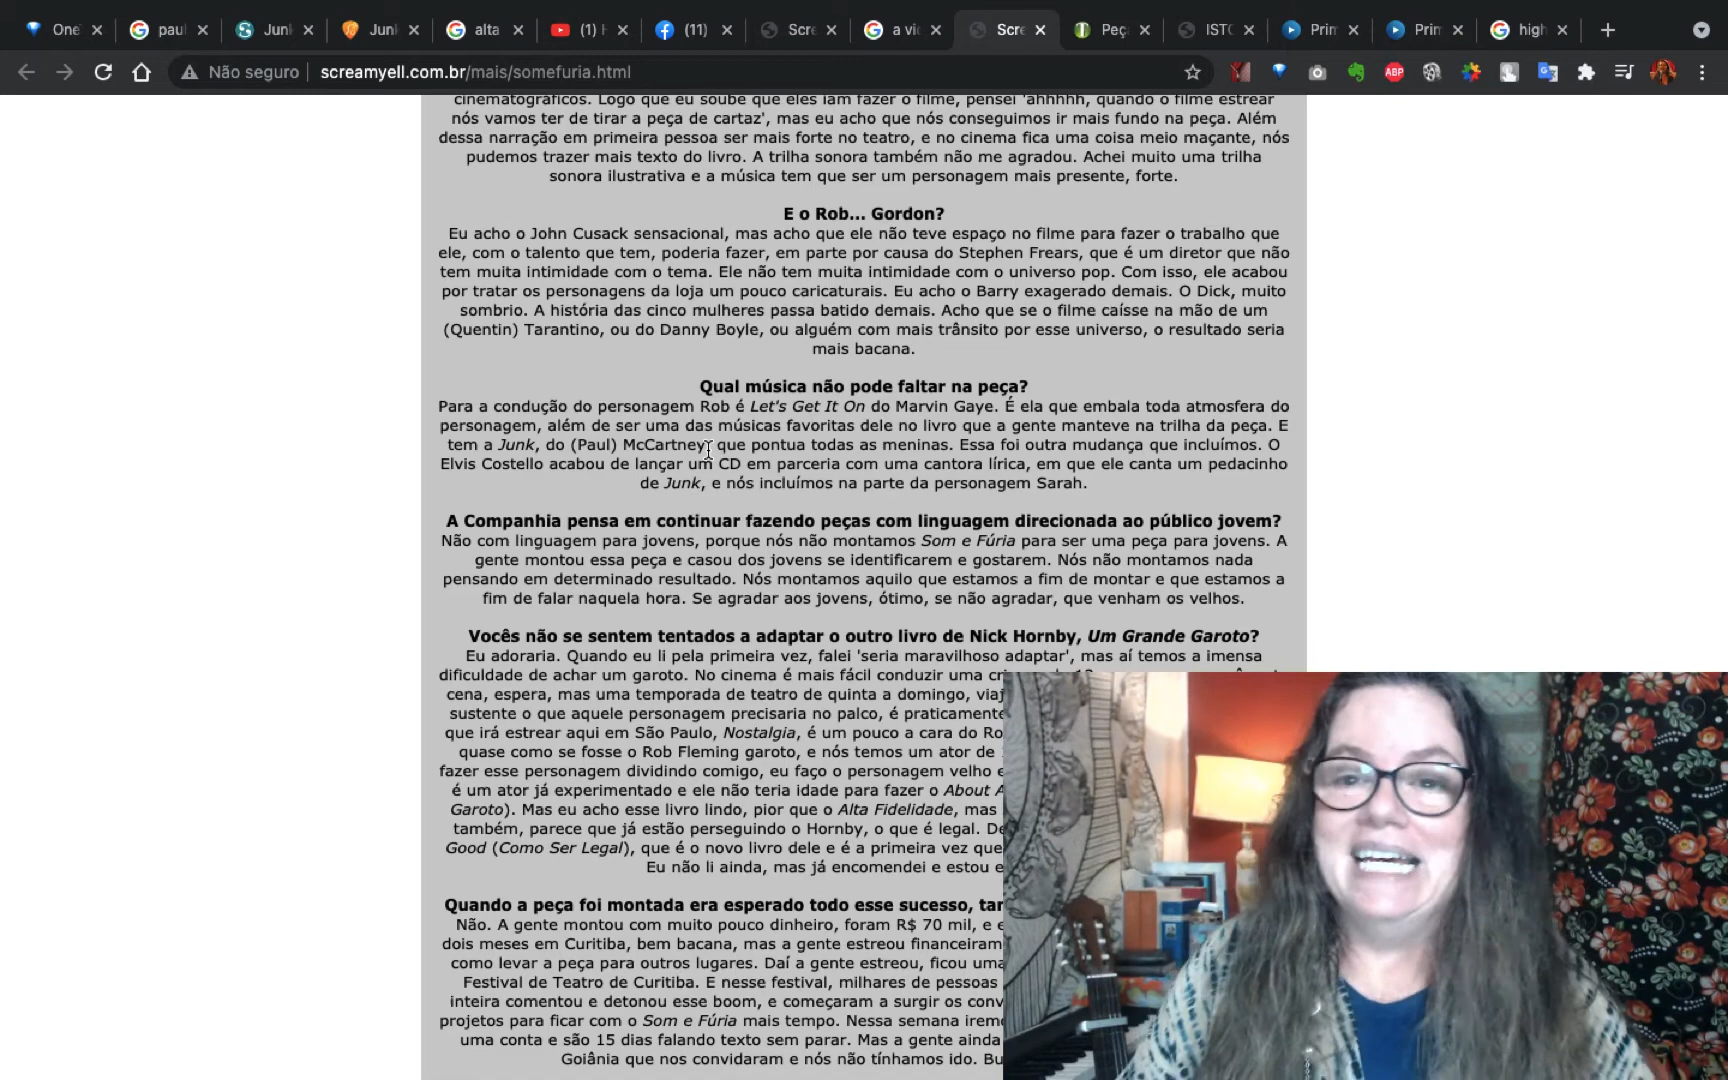 One
paul
Junk
Junk
alta
(1) H
(11)
Scre
a vic
Scre
Peça
ISTO
Prim
Prim
high
Não seguro
screamyell.com.br/mais/somefuria.html
ABP
cinematográficos. Logo que eu soube que eles iam fazer o filme, pensei 'ahhhhh, quando o filme estrear
nós vamos ter de tirar a peça de cartaz', mas eu acho que nós conseguimos ir mais fundo na peça. Além
dessa narração em primeira pessoa ser mais forte no teatro, e no cinema fica uma coisa meio maçante, nós
pudemos trazer mais texto do livro. A trilha sonora também não me agradou. Achei muito uma trilha
sonora ilustrativa e a música tem que ser um personagem mais presente, forte.
E o Rob... Gordon?
Eu acho o John Cusack sensacional, mas acho que ele não teve espaço no filme para fazer o trabalho que
ele, com o talento que tem, poderia fazer, em parte por causa do Stephen Frears, que é um diretor que não
tem muita intimidade com o tema. Ele não tem muita intimidade com o universo pop. Com isso, ele acabou
por tratar os personagens da loja um pouco caricaturais. Eu acho o Barry exagerado demais. O Dick, muito
sombrio. A história das cinco mulheres passa batido demais. Acho que se o filme caísse na mão de um
(Quentin) Tarantino, ou do Danny Boyle, ou alguém com mais trânsito por esse universo, o resultado seria
mais bacana.
Qual música não pode faltar na peça?
Para a condução do personagem Rob é Let's Get It On do Marvin Gaye. É ela que embala toda atmosfera do
personagem, além de ser uma das músicas favoritas dele no livro que a gente manteve na trilha da peça. E
tem a Junk, do (Paul) McCartney, que pontua todas as meninas. Essa foi outra mudança que incluímos. O
Elvis Costello acabou de lançar um CD em parceria com uma cantora lírica, em que ele canta um pedacinho
de Junk, e nós incluímos na parte da personagem Sarah.
A Companhia pensa em continuar fazendo peças com linguagem direcionada ao público jovem?
Não com linguagem para jovens, porque nós não montamos Som e Fúria para ser uma peça para jovens. A
gente montou essa peça e casou dos jovens se identificarem e gostarem. Nós não montamos nada
pensando em determinado resultado. Nós montamos aquilo que estamos a fim de montar e que estamos a
fim de falar naquela hora. Se agradar aos jovens, ótimo, se não agradar, que venham os velhos.
Vocês não se sentem tentados a adaptar o outro livro de Nick Hornby, Um Grande Garoto?
Eu adoraria. Quando eu li pela primeira vez, falei 'seria maravilhoso adaptar', mas aí temos a imensa
dificuldade de achar um garoto. No cinema é mais fácil conduzir uma
cena, espera, mas uma temporada de teatro de quinta a domingo,
sustente o que aquele personagem precisaria no palco, é praticamente
que irá estrear aqui em São Paulo, Nostalgia, é um pouco a cara do Ro
quase como se fosse o Rob Fleming garoto, e nós temos um ator de
fazer esse personagem dividindo comigo, eu faço o personagem velho e
é um ator já experimentado e ele não teria idade para fazer o About A
Garoto). Mas eu acho esse livro lindo, pior que o Alta Fidelidade, mas
também, parece que já estão perseguindo o Hornby, o que é legal. De
Good (Como Ser Legal), que é o novo livro dele e é a primeira vez que
Eu não li ainda, mas já encomendei e estou e
Quando a peça foi montada era esperado todo esse sucesso, tan
Não. A gente montou com muito pouco dinheiro, foram R$ 70 mil, e e
dois meses em Curitiba, bem bacana, mas a gente estreou financeiram
como levar a peça para outros lugares. Daí a gente estreou, ficou uma
Festival de Teatro de Curitiba. E nesse festival, milhares de pessoas
inteira comentou e detonou esse boom, e começaram a surgir os conv
projetos para ficar com o Som e Fúria mais tempo. Nessa semana iremo
uma conta e são 15 dias falando texto sem parar. Mas a gente ainda
Goiânia que nos convidaram e nós não tínhamos ido. Bu